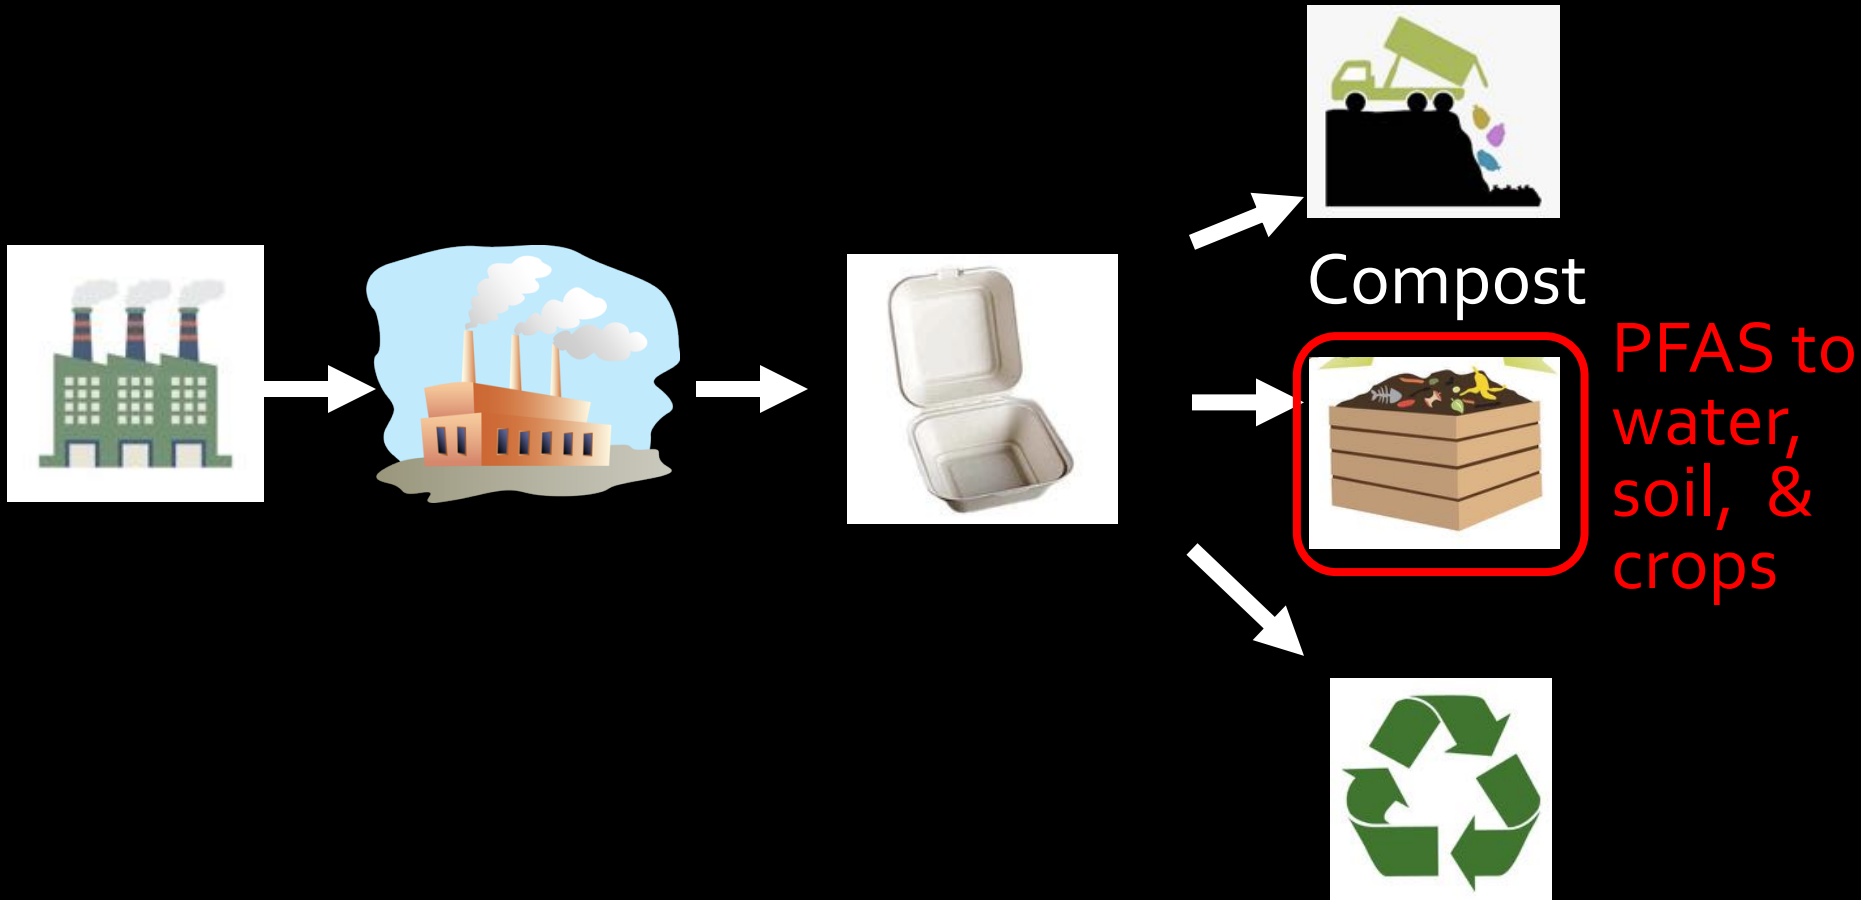 Compost
PFAS to
water,
soil, &
crops